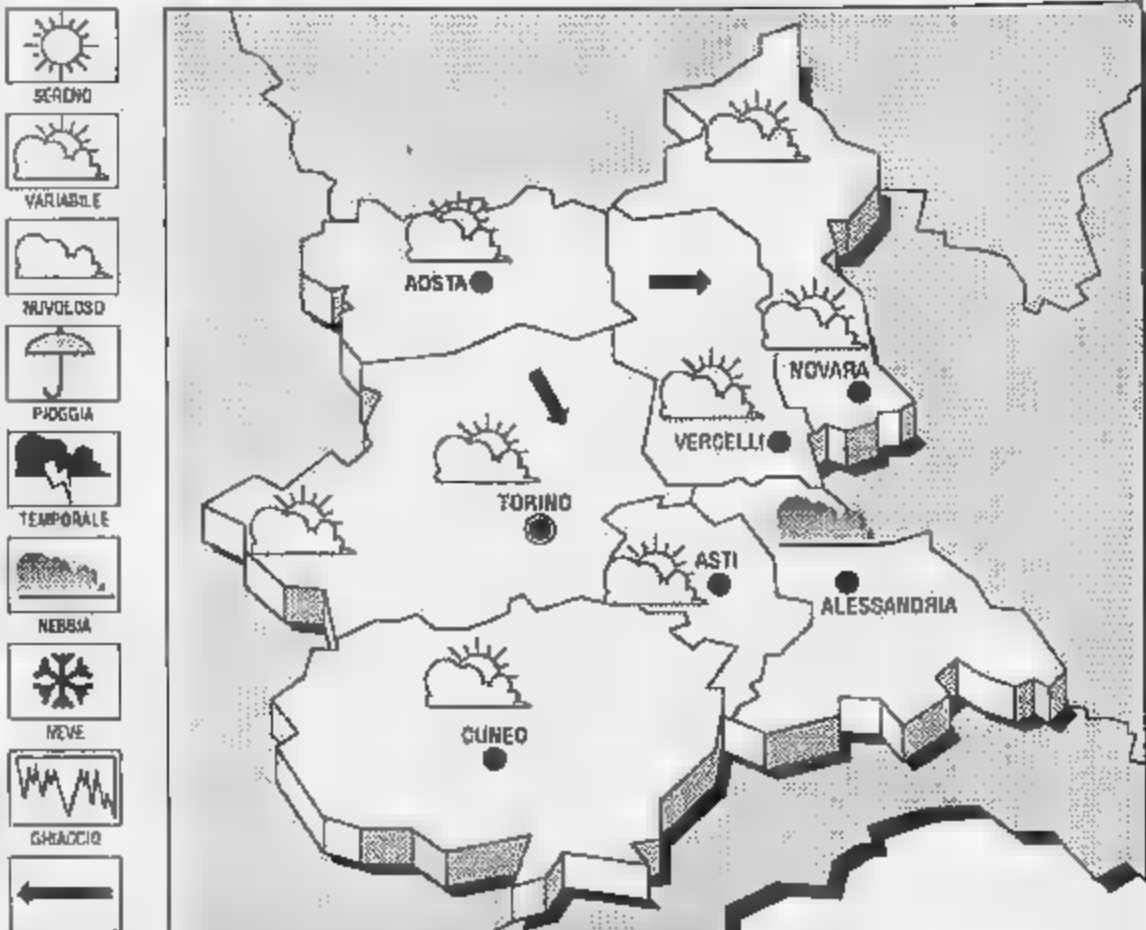 SERENO
VARIABILE
NUVOLOSO
PIOGGIA
TEMPORALE
NEBBIA
NEVE
GHIACCIO
AOSTA
NOVARA
VERCELLI
TORINO
ASTI
ALESSANDRIA
CUNEO